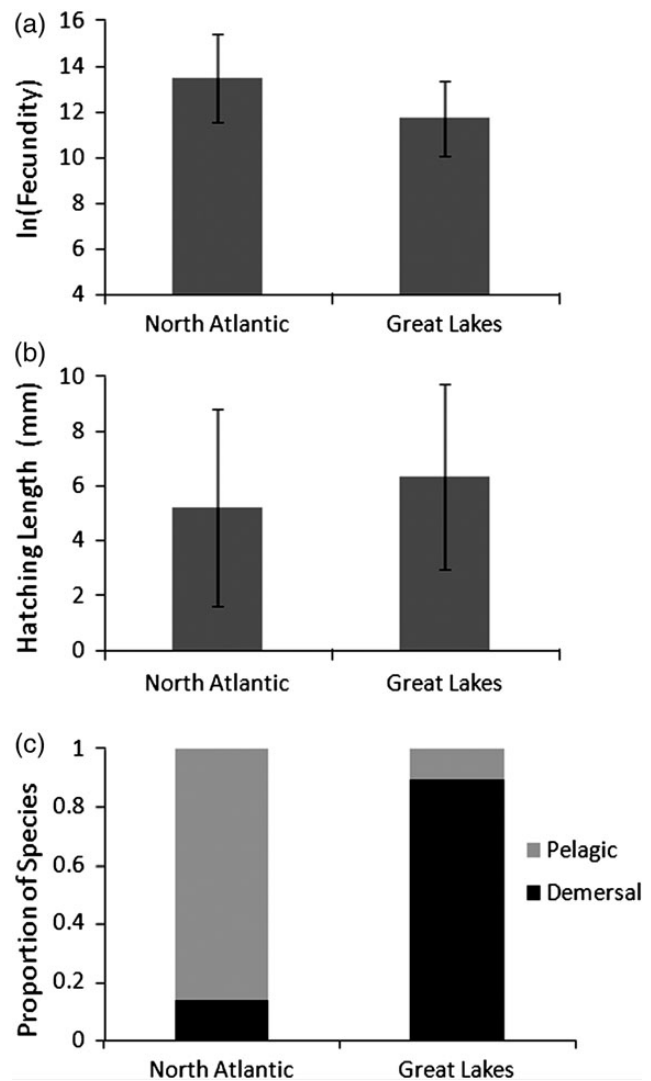 (a)
ln(Fecundity)
16
14
12
10
8
6
4
North Atlantic
Great Lakes
(b)
Hatching Length (mm)
10
8
6
4
2
0
North Atlantic
Great Lakes
(c)
Proportion of Species
1
0.8
0.6
0.4
0.2
0
North Atlantic
Great Lakes
Pelagic
Demersal